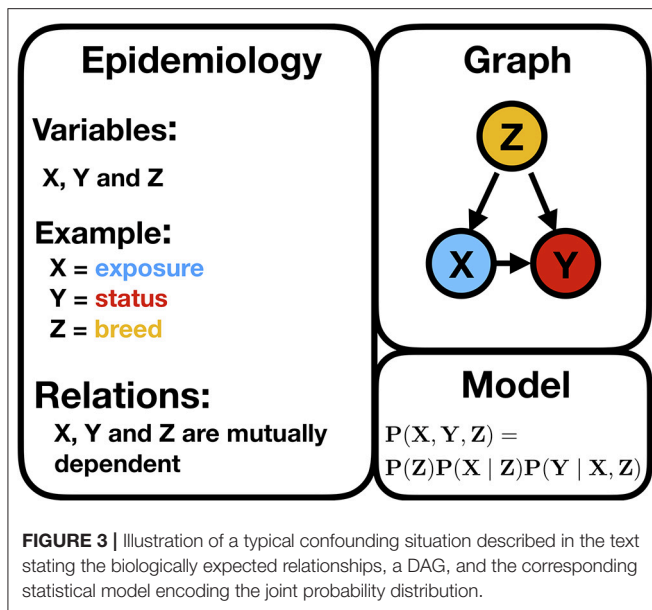 Epidemiology
Variables:
X, Y and Z
Example:
X = exposure
Y = status
Z = breed
Relations:
X, Y and Z are mutually
dependent
Graph
Z
X
Y
Model
P(X, Y, Z) =
P(Z)P(X | Z)P(Y | X, Z)
FIGURE 3 | Illustration of a typical confounding situation described in the text
stating the biologically expected relationships, a DAG, and the corresponding
statistical model encoding the joint probability distribution.